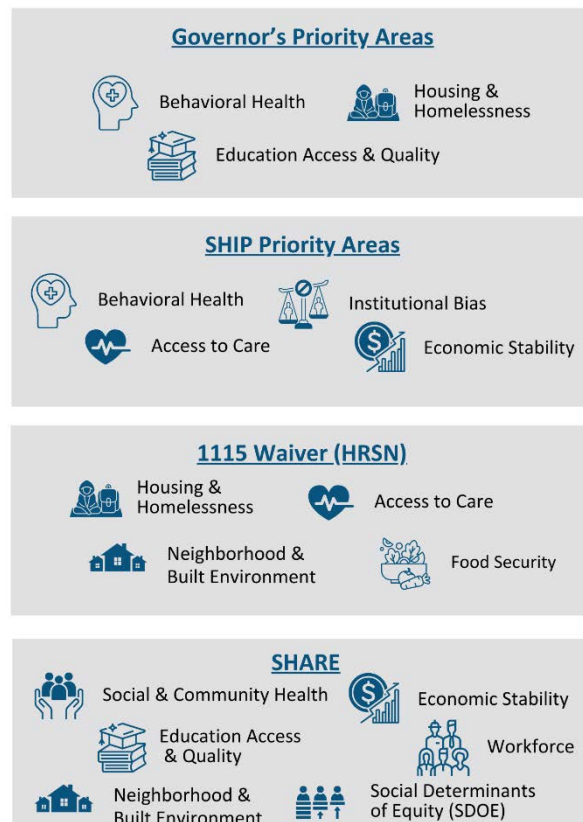 Governor’s Priority Areas
Behavioral Health
Housing &
Homelessness
Education Access & Quality
SHIP Priority Areas
Behavioral Health
Institutional Bias
Access to Care
Economic Stability
1115 Waiver (HRSN)
Housing &
Homelessness
Access to Care
Neighborhood &
Built Environment
Food Security
SHARE
Social & Community Health
Economic Stability
Education Access
& Quality
Workforce
Neighborhood &
Built Environment
Social Determinants
of Equity (SDOE)